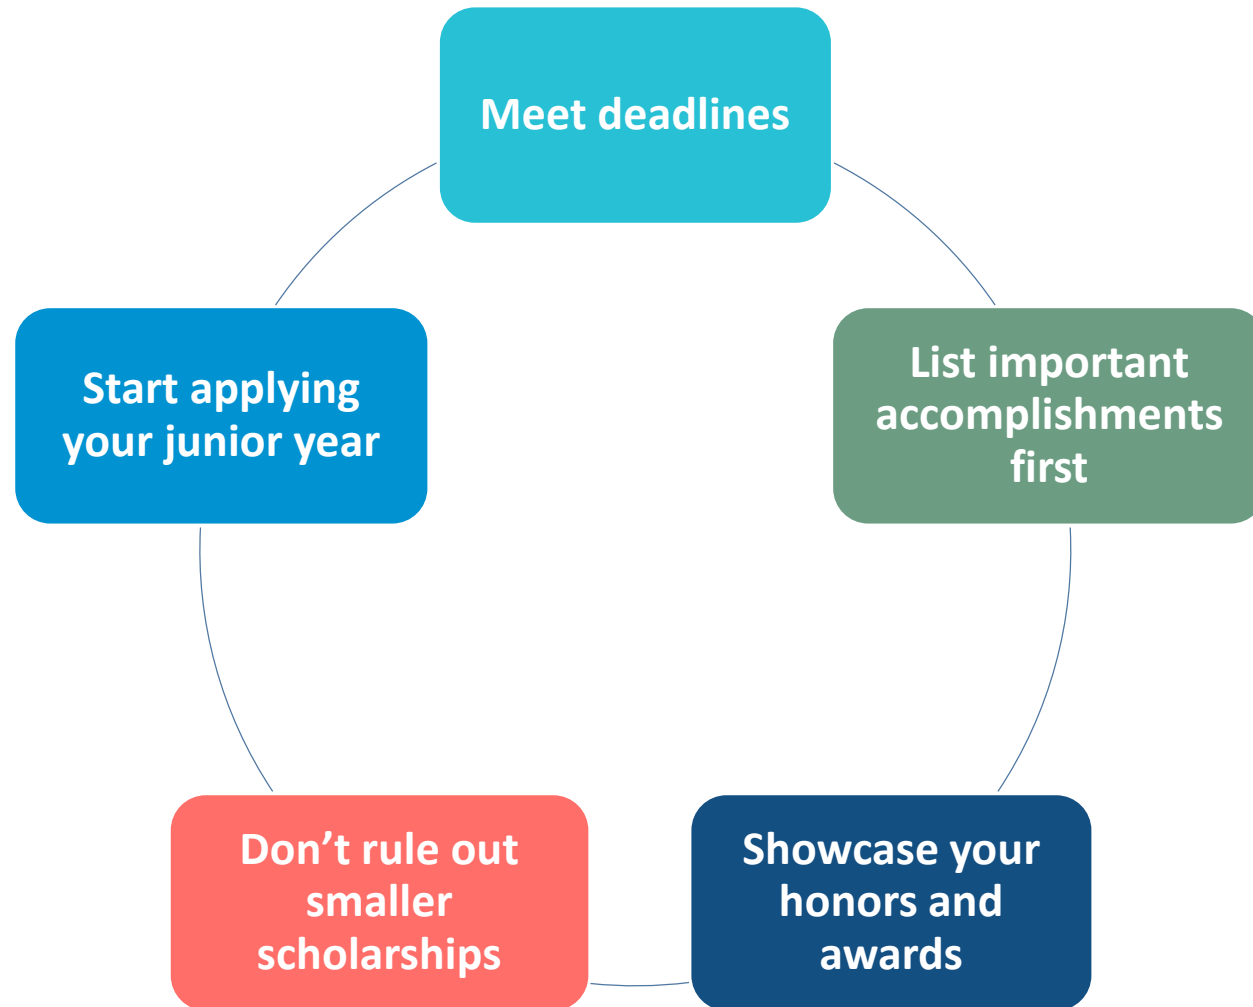 Meet deadlines
Start applying
your junior year
List important
accomplishments
first
Don’t rule out
smaller
scholarships
Showcase your
honors and
awards